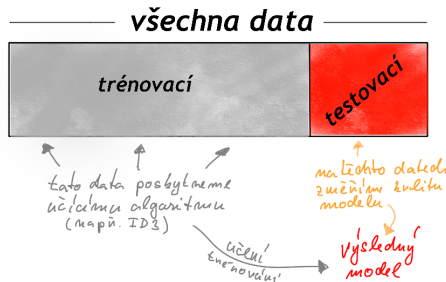 všechna data
trénovací
testovací
tato data poskytneme
učícímu algoritmu
(např. ID3)
na těchto datech
změříme kvalitu
modelu
učení
trénování
výsledný
model